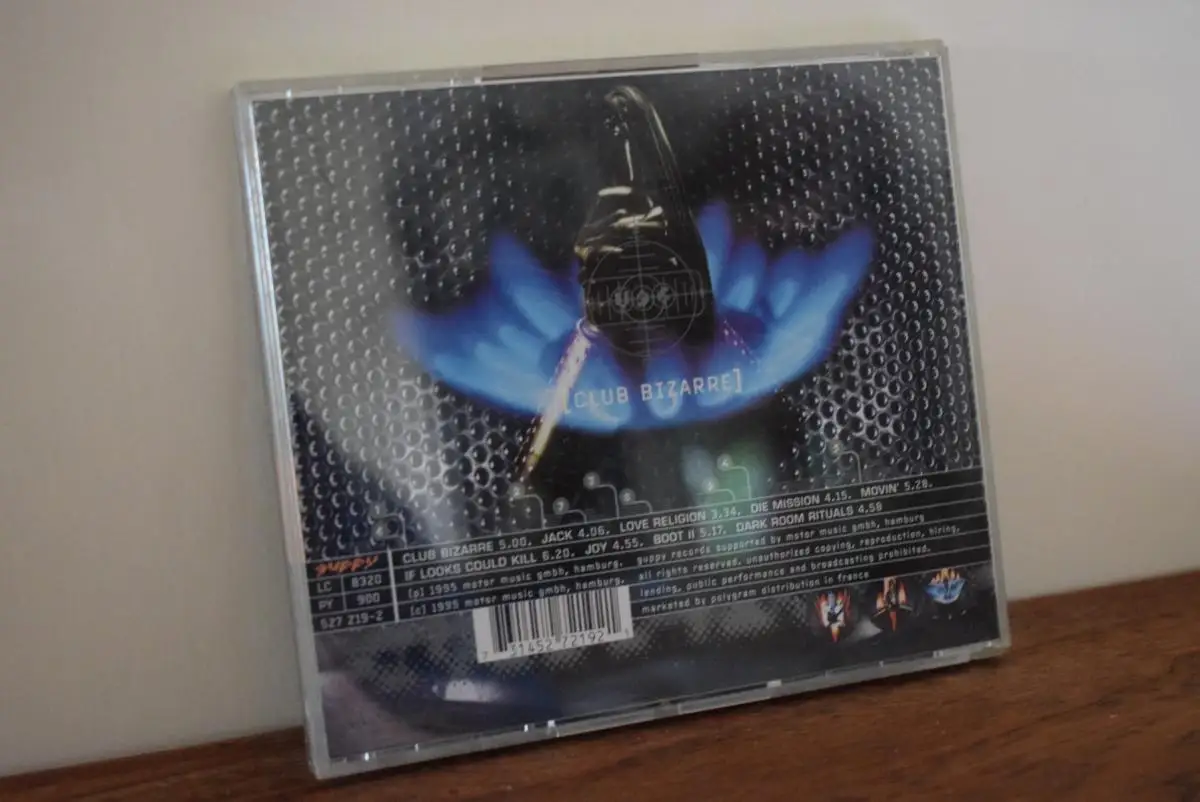 [CLUB BIZARRE]
guppy
LC 8320
PY 900
527 219-2
CLUB BIZARRE 5.00. JACK 4.06. LOVE RELIGION 3.34. DIE MISSION 4.15. MOVIN' 5.28.
IF LOOKS COULD KILL 6.20. JOY 4.55. BOOT II 5.17. DARK ROOM RITUALS 4.58
(p) 1995 motor music gmbh, hamburg. guppy records supported by motor music gmbh, hamburg
(c) 1995 motor music gmbh, hamburg. all rights reserved. unauthorized copying, reproduction, hiring,
lending, public performance and broadcasting prohibited.
marketed by polygram distribution in france
7 31452 72192